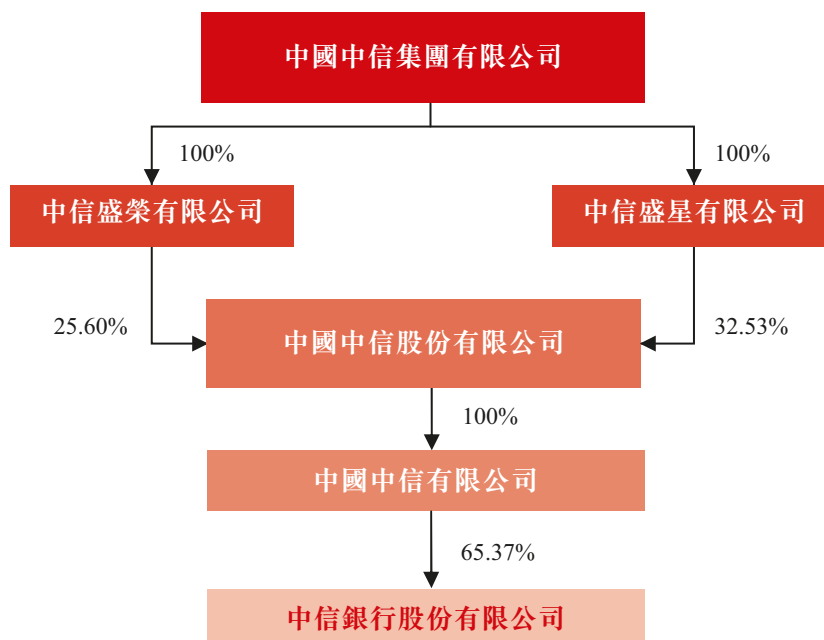 中國中信集團有限公司
100%
100%
中信盛榮有限公司
中信盛星有限公司
25.60%
32.53%
中國中信股份有限公司
100%
中國中信有限公司
65.37%
中信銀行股份有限公司